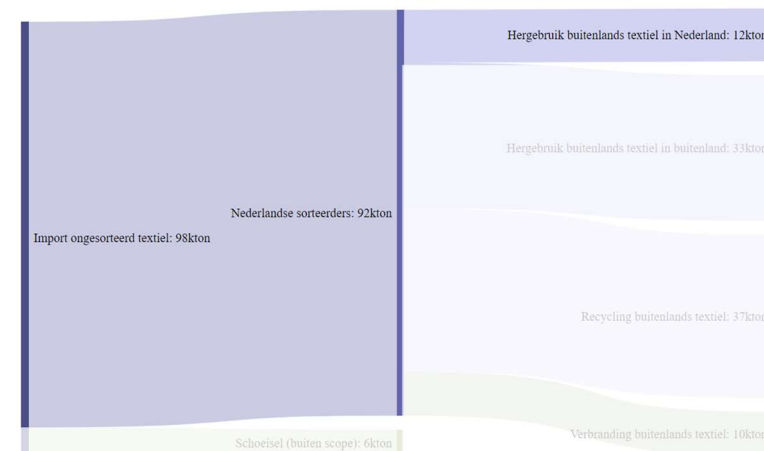 Hergebruik buitenlands textiel in Nederland: 12kton
Hergebruik buitenlands textiel in buitenland: 33kton
Nederlandse sorteerders: 92kton
Import ongesorteerd textiel: 98kton
Recycling buitenlands textiel: 37kton
Verbranding buitenlands textiel: 10kton
Schoeisel (buiten scope): 6kton